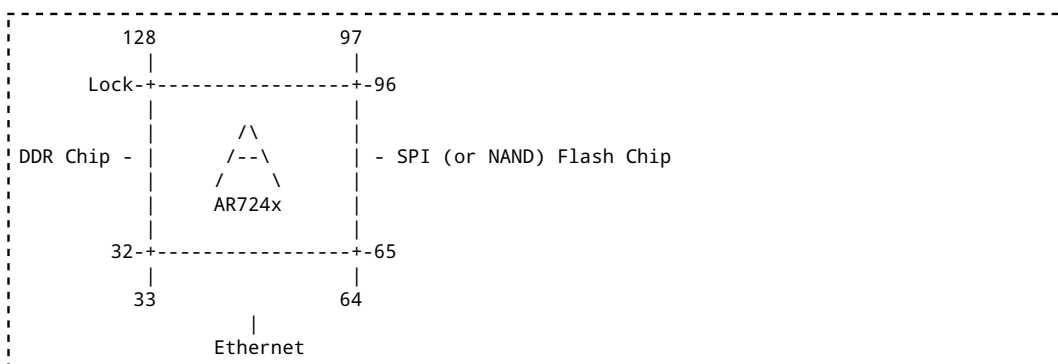 128 97
Lock-+-----------------+-96
/\
DDR Chip - | /--\ | - SPI (or NAND) Flash Chip
/ \
AR724x
32-+-----------------+-65
33 64
|
Ethernet